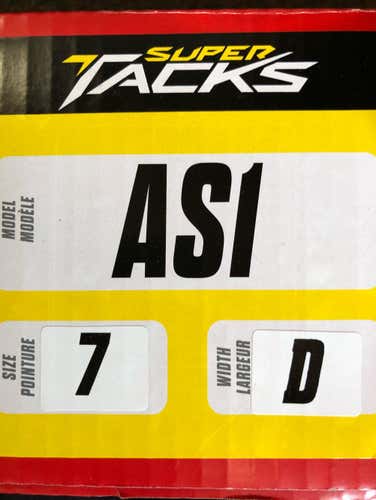 SUPER
TACKS
MODEL
MODÈLE
AS1
SIZE
POINTURE
7
WIDTH
LARGEUR
D